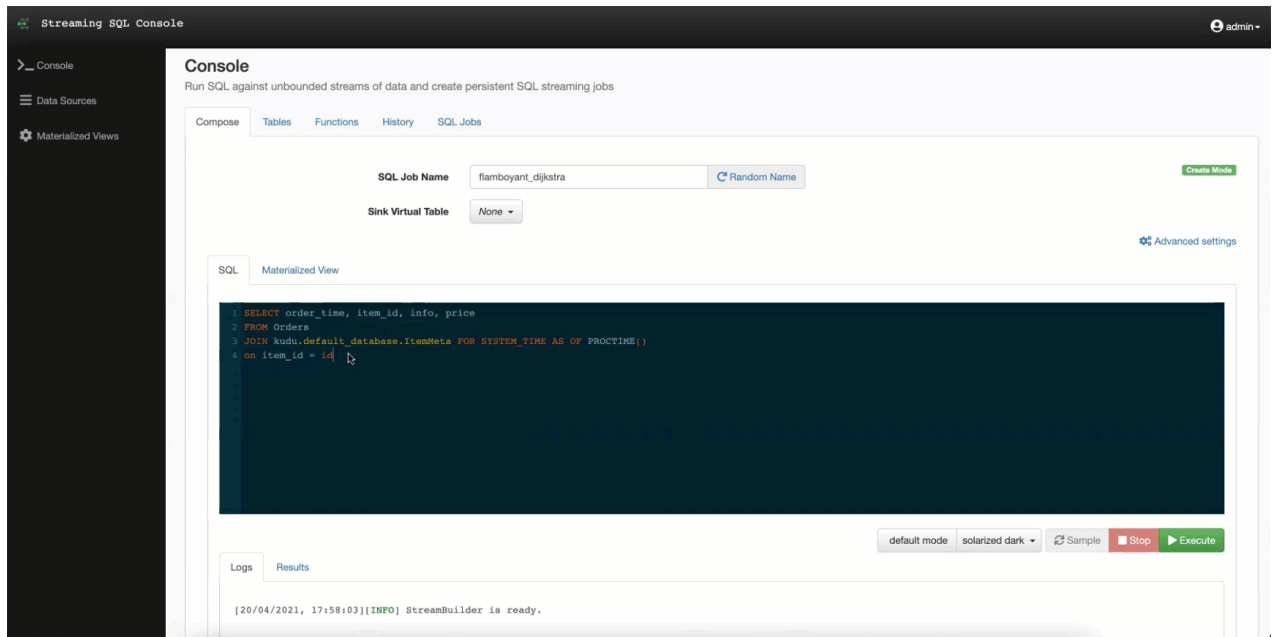 Streaming SQL Console
admin
Console
Data Sources
Materialized Views
Console
Run SQL against unbounded streams of data and create persistent SQL streaming jobs
Compose Tables Functions History SQL Jobs
SQL Job Name flamboyant_dijkstra Random Name
Create Mode
Sink Virtual Table None
Advanced settings
SQL Materialized View
1 SELECT order_time, item_id, info, price
2 FROM Orders
3 JOIN kudu.default_database.ItemMeta FOR SYSTEM_TIME AS OF PROCTIME()
4 on item_id = id
default mode solarized dark Sample Stop Execute
Logs Results
[20/04/2021, 17:58:03][INFO] StreamBuilder is ready.